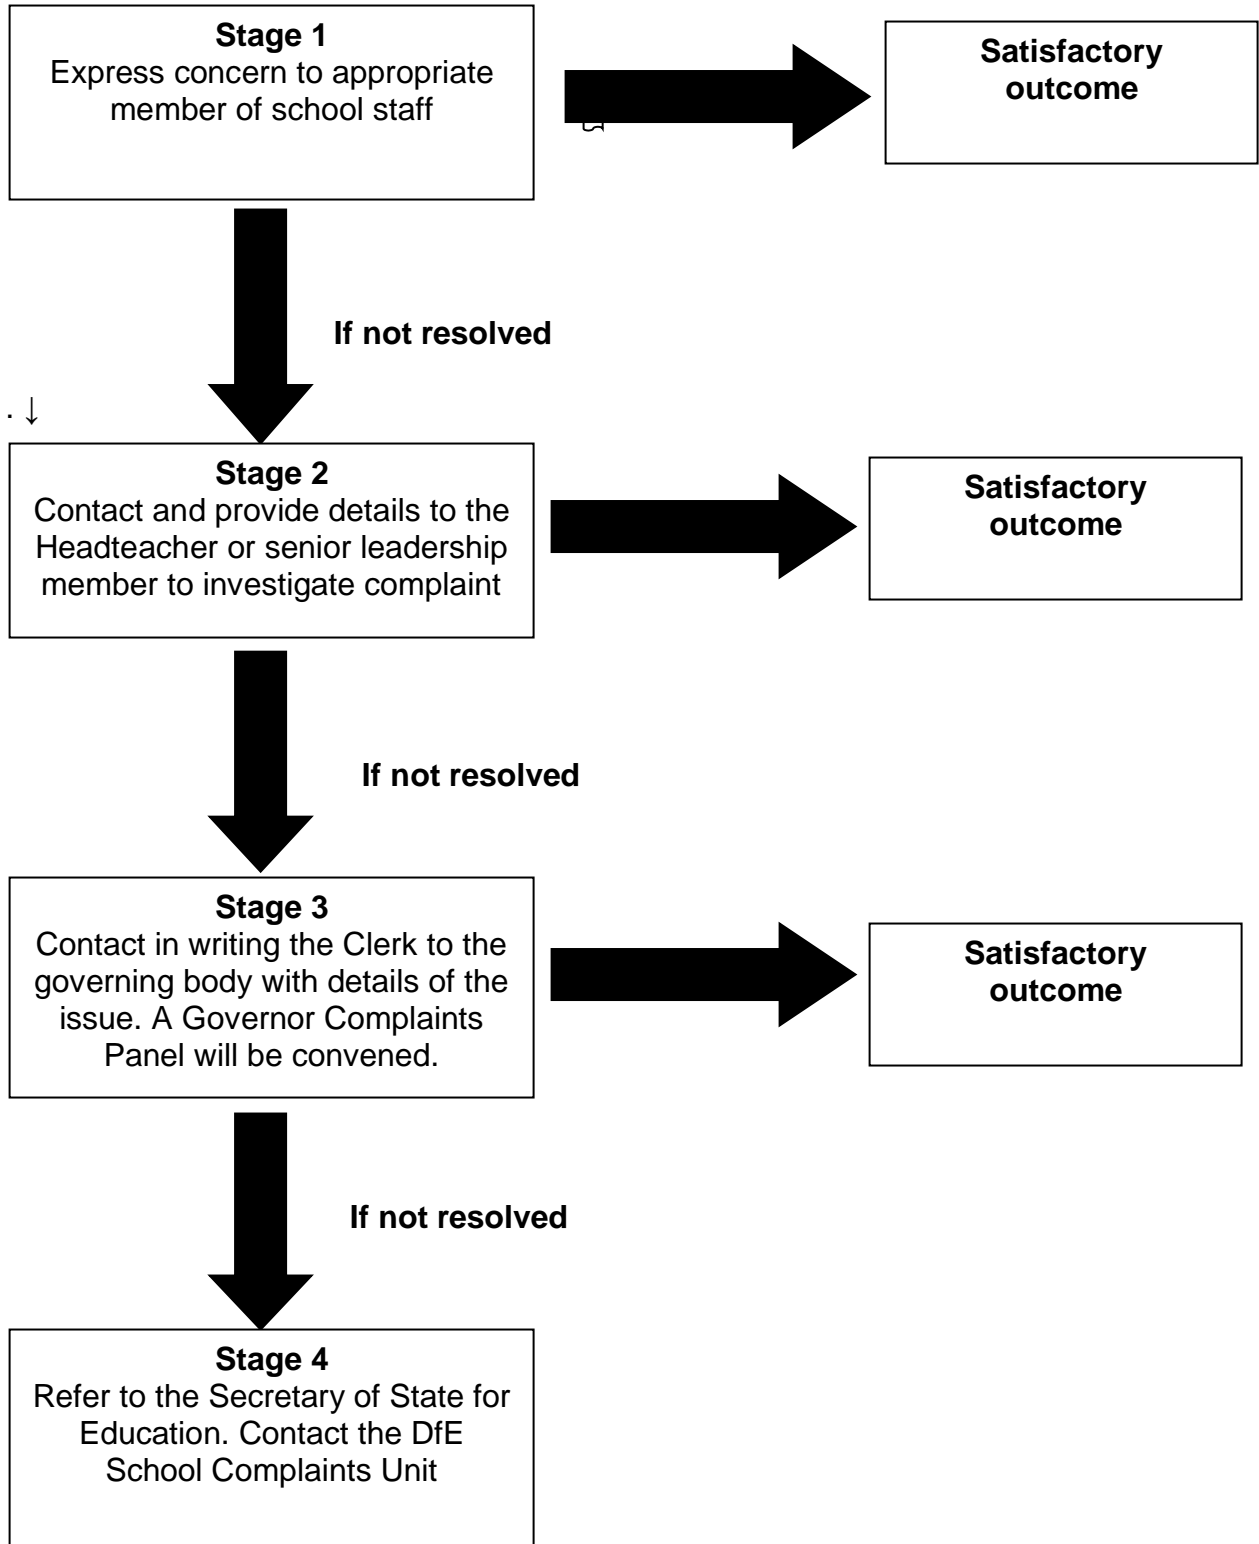 Stage 1
Express concern to appropriate
member of school staff
Satisfactory
outcome
If not resolved
. ↓
Stage 2
Contact and provide details to the
Headteacher or senior leadership
member to investigate complaint
Satisfactory
outcome
If not resolved
Stage 3
Contact in writing the Clerk to the
governing body with details of the
issue. A Governor Complaints
Panel will be convened.
Satisfactory
outcome
If not resolved
Stage 4
Refer to the Secretary of State for
Education. Contact the DfE
School Complaints Unit